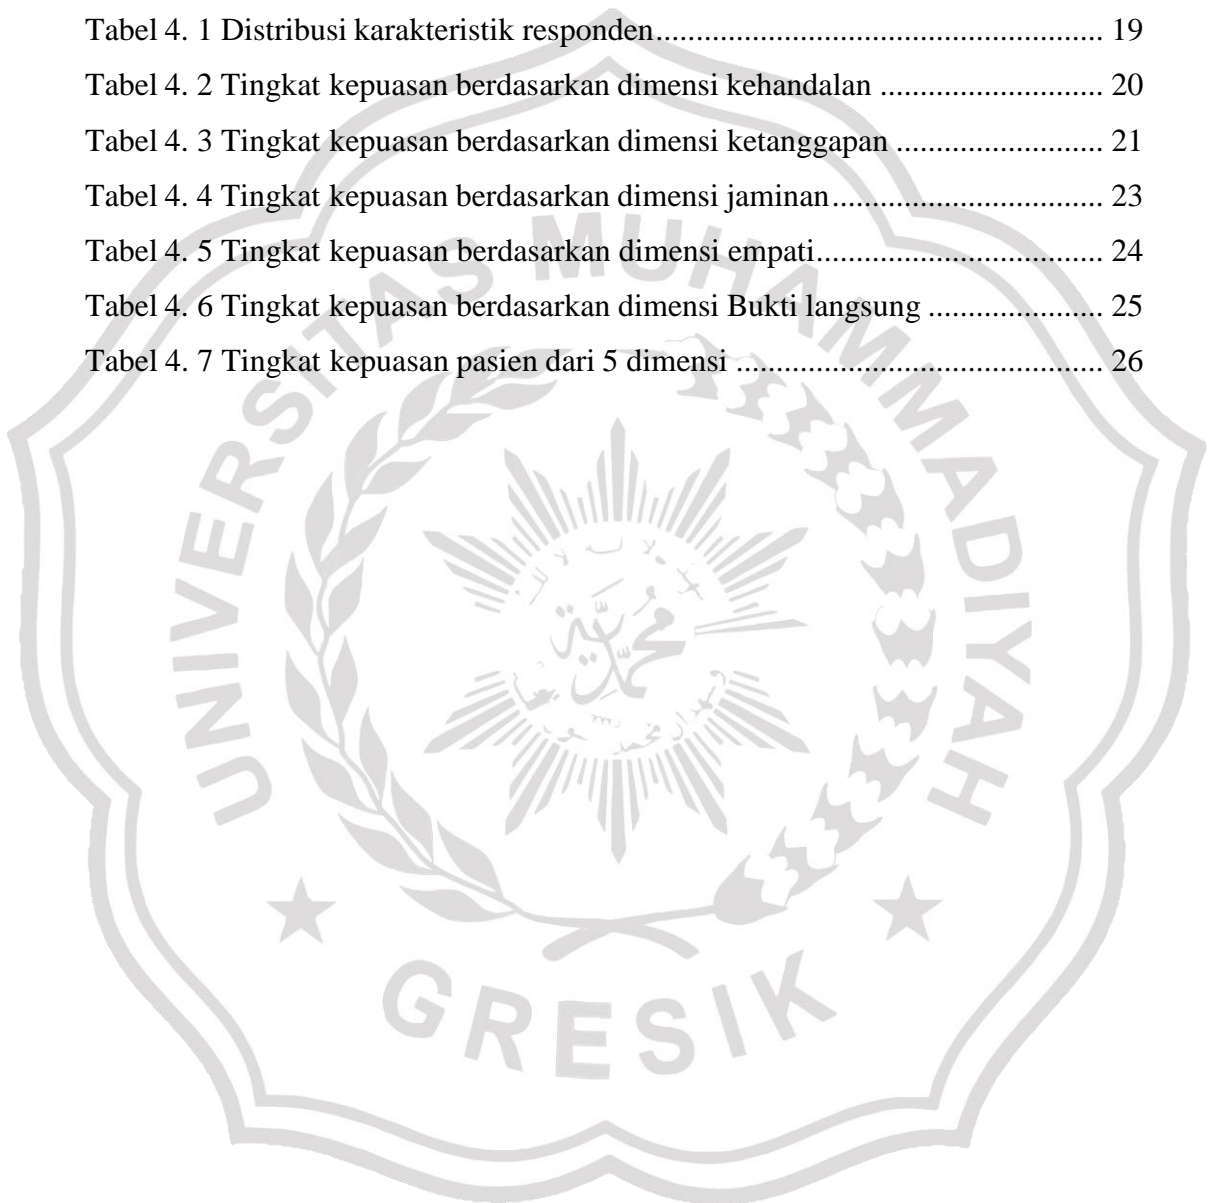 Tabel 4. 1 Distribusi karakteristik responden.................................................................................. 19
Tabel 4. 2 Tingkat kepuasan berdasarkan dimensi kehandalan ............................ 20
Tabel 4. 3 Tingkat kepuasan berdasarkan dimensi ketanggapan .......................... 21
Tabel 4. 4 Tingkat kepuasan berdasarkan dimensi jaminan.................................. 23
Tabel 4. 5 Tingkat kepuasan berdasarkan dimensi empati.................................... 24
Tabel 4. 6 Tingkat kepuasan berdasarkan dimensi Bukti langsung ...................... 25
Tabel 4. 7 Tingkat kepuasan pasien dari 5 dimensi .............................................. 26
UNIVERSITAS MUHAMMADIYAH
GRESIK